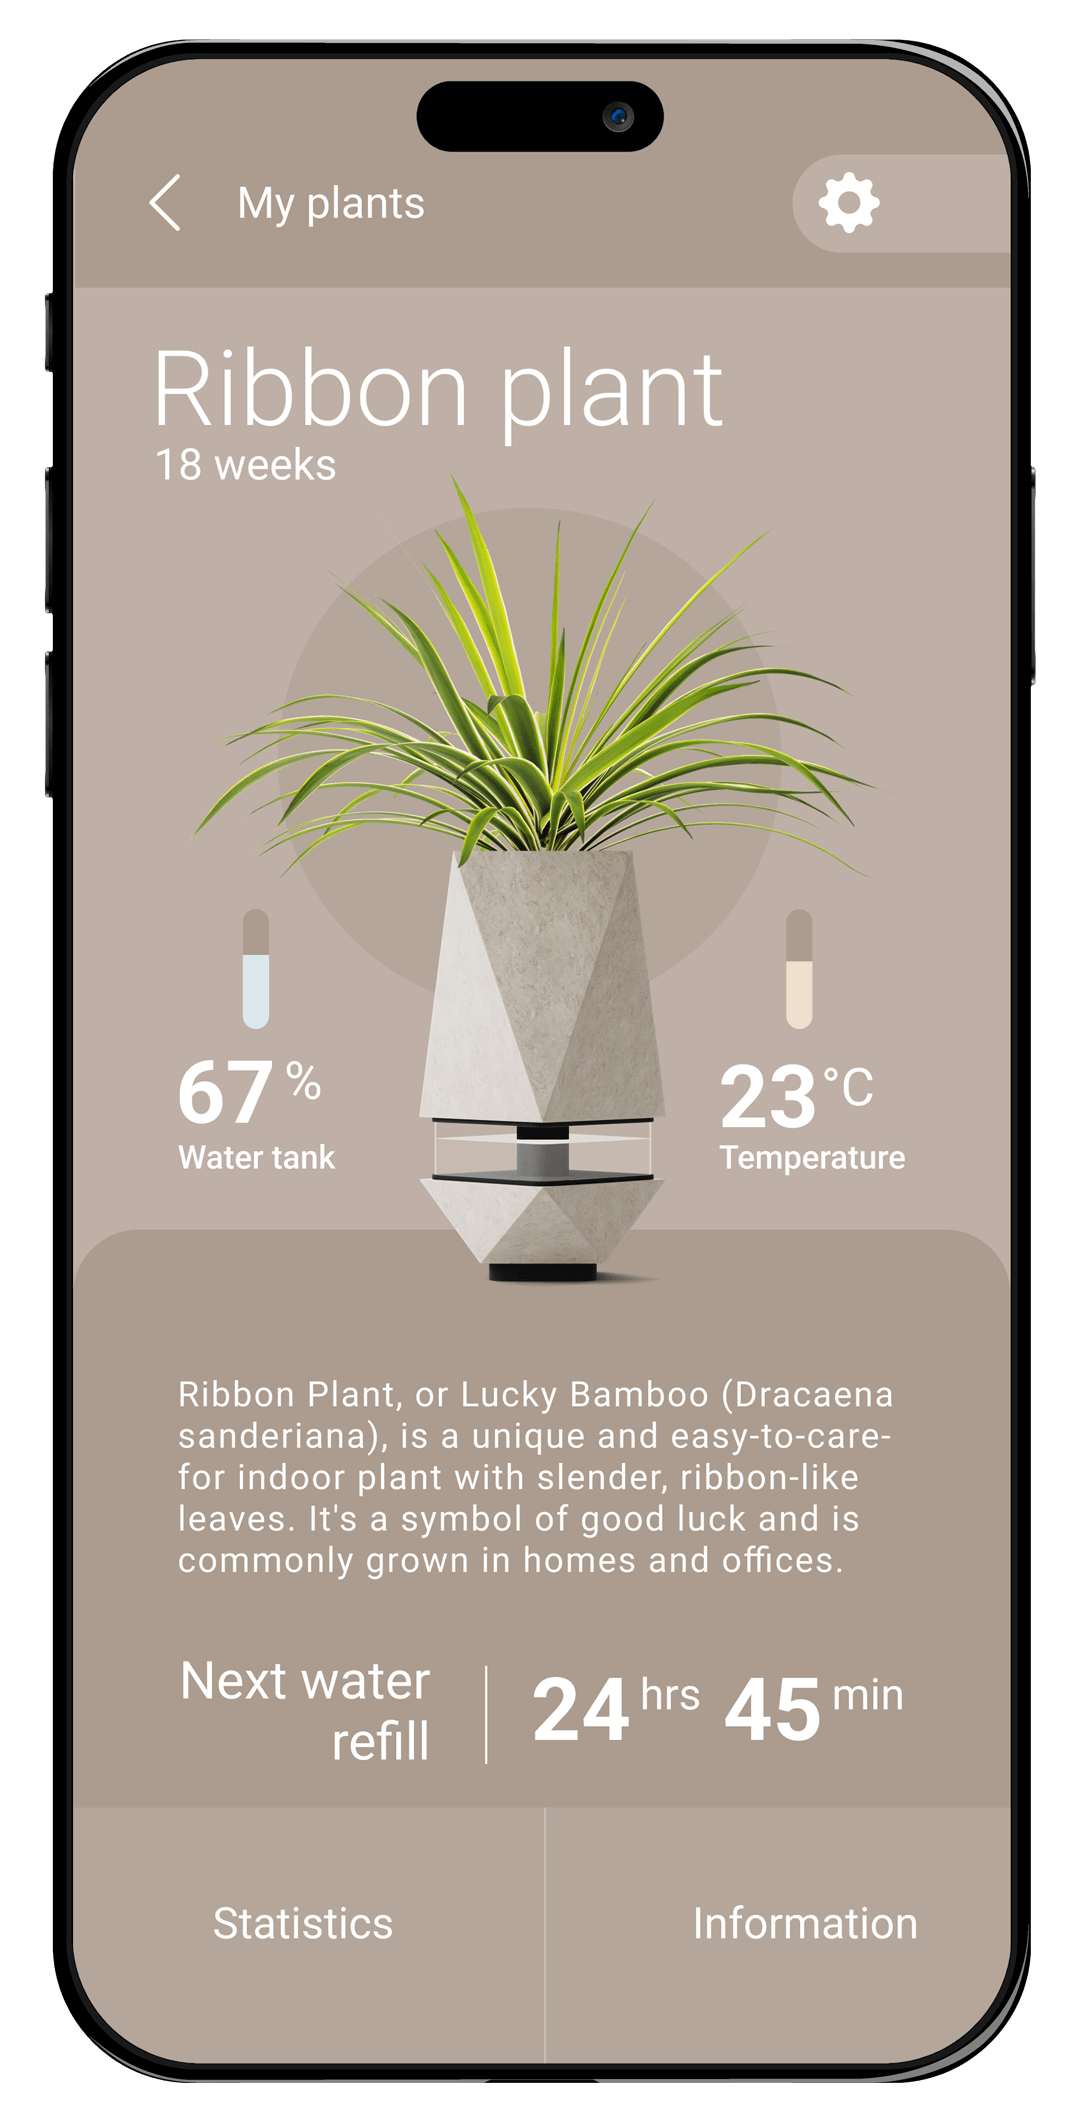 My plants
Ribbon plant
18 weeks
67 %
Water tank
23 °C
Temperature
Ribbon Plant, or Lucky Bamboo (Dracaena
sanderiana), is a unique and easy-to-care-
for indoor plant with slender, ribbon-like
leaves. It's a symbol of good luck and is
commonly grown in homes and offices.
Next water
refill
24 hrs 45 min
Statistics
Information